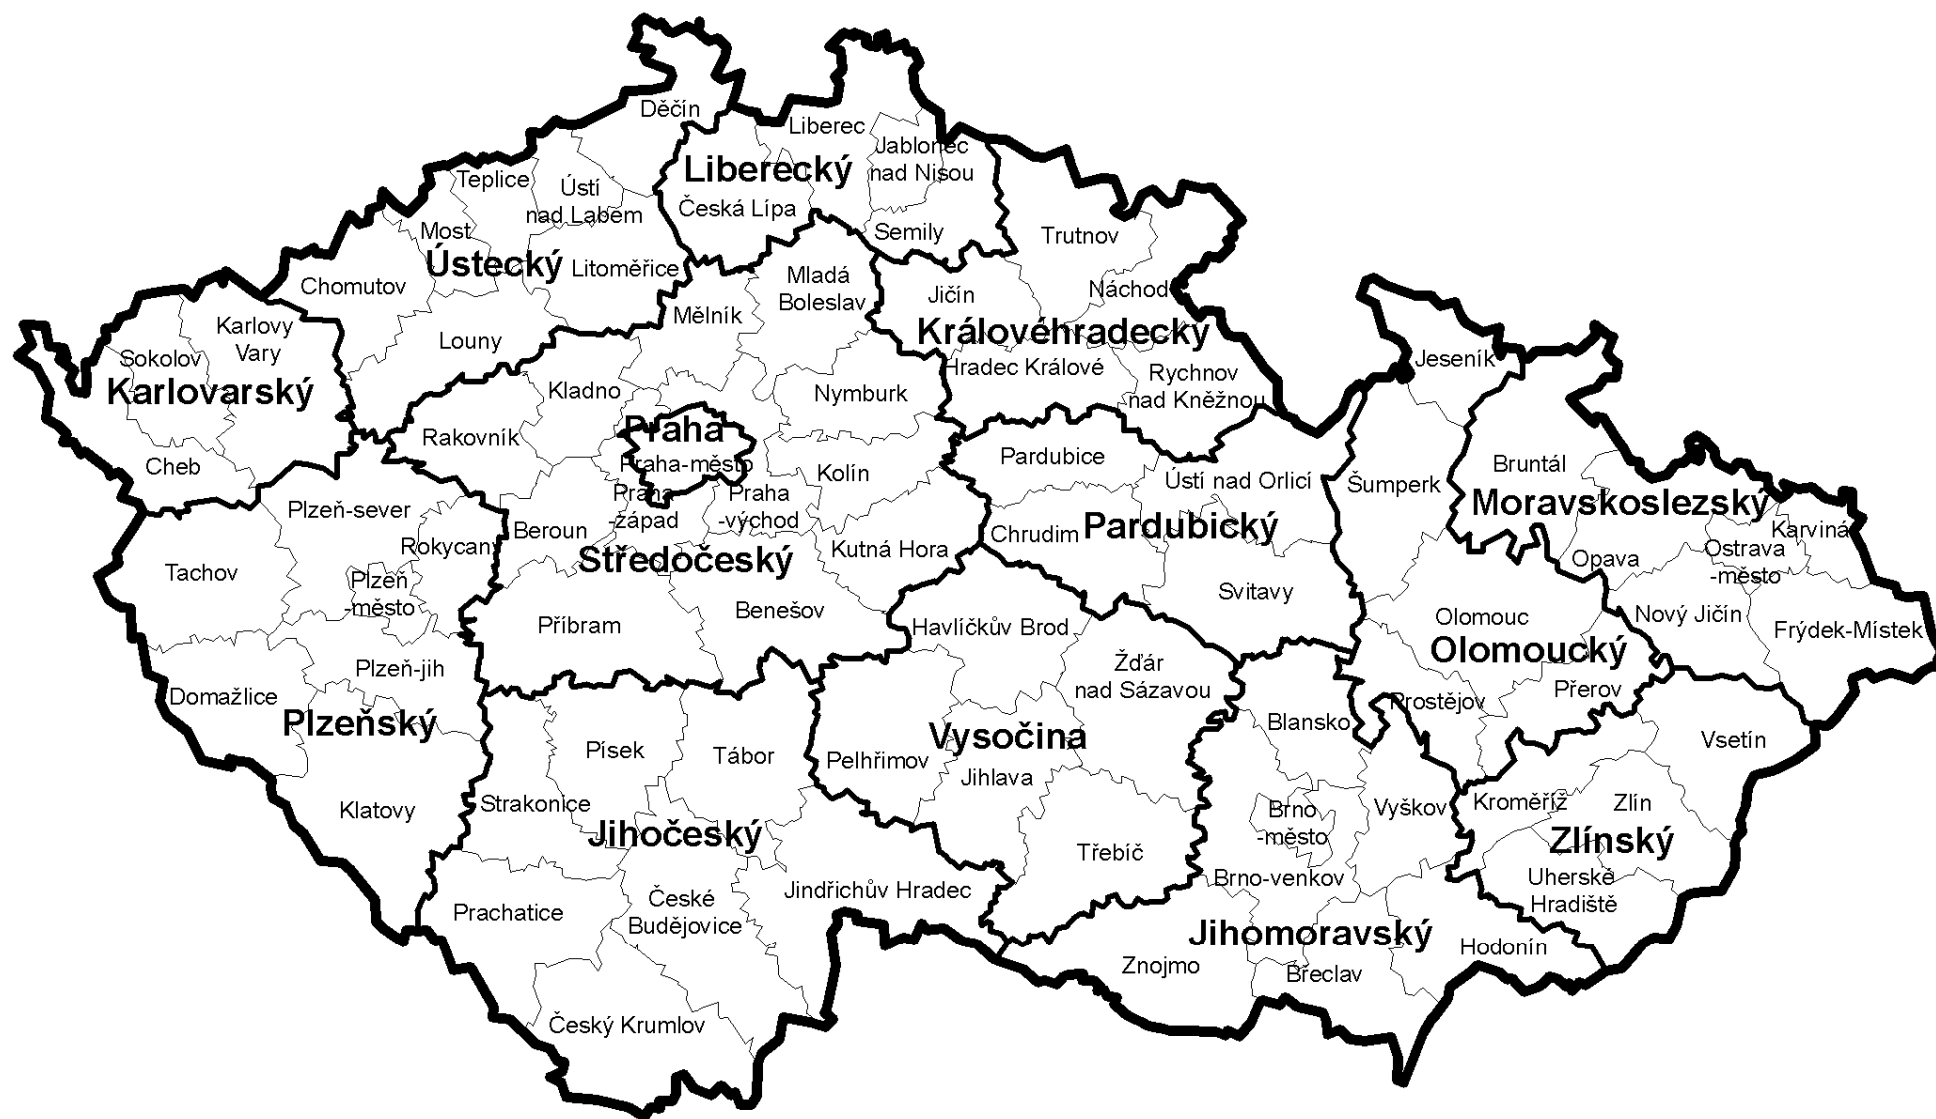 Děčín
Liberec
Jablonec
nad Nisou
Liberecký
Teplice
Ústí
nad Labem
Česká Lípa
Semily
Most
Ústecký
Litoměřice
Chomutov
Trutnov
Mladá
Boleslav
Jičín
Náchod
Mělník
Karlovy
Vary
Louny
Královéhradecký
Sokolov
Karlovarský
Jeseník
Hradec Králové
Rychnov
nad Kněžnou
Kladno
Nymburk
Praha
Rakovník
Praha-město
Cheb
Kolín
Pardubice
Bruntál
Ústí nad Orlicí
Šumperk
Moravskoslezský
Plzeň-sever
Praha
-západ
Praha
-východ
Beroun
Chrudim
Pardubický
Karviná
Rokycany
Kutná Hora
Středočeský
Opava
Ostrava
-město
Tachov
Plzeň
-město
Svitavy
Benešov
Příbram
Havlíčkův Brod
Olomouc
Nový Jičín
Frýdek-Místek
Olomoucký
Plzeň-jih
Žďár
nad Sázavou
Domažlice
Prostějov
Přerov
Plzeňský
Blansko
Vysočina
Vsetín
Písek
Tábor
Pelhřimov
Jihlava
Klatovy
Strakonice
Vyškov
Kroměříž
Zlín
Brno
-město
Jihočeský
Zlínský
Třebíč
Brno-venkov
Uherské
Hradiště
Jindřichův Hradec
České
Budějovice
Prachatice
Jihomoravský
Hodonín
Znojmo
Břeclav
Český Krumlov